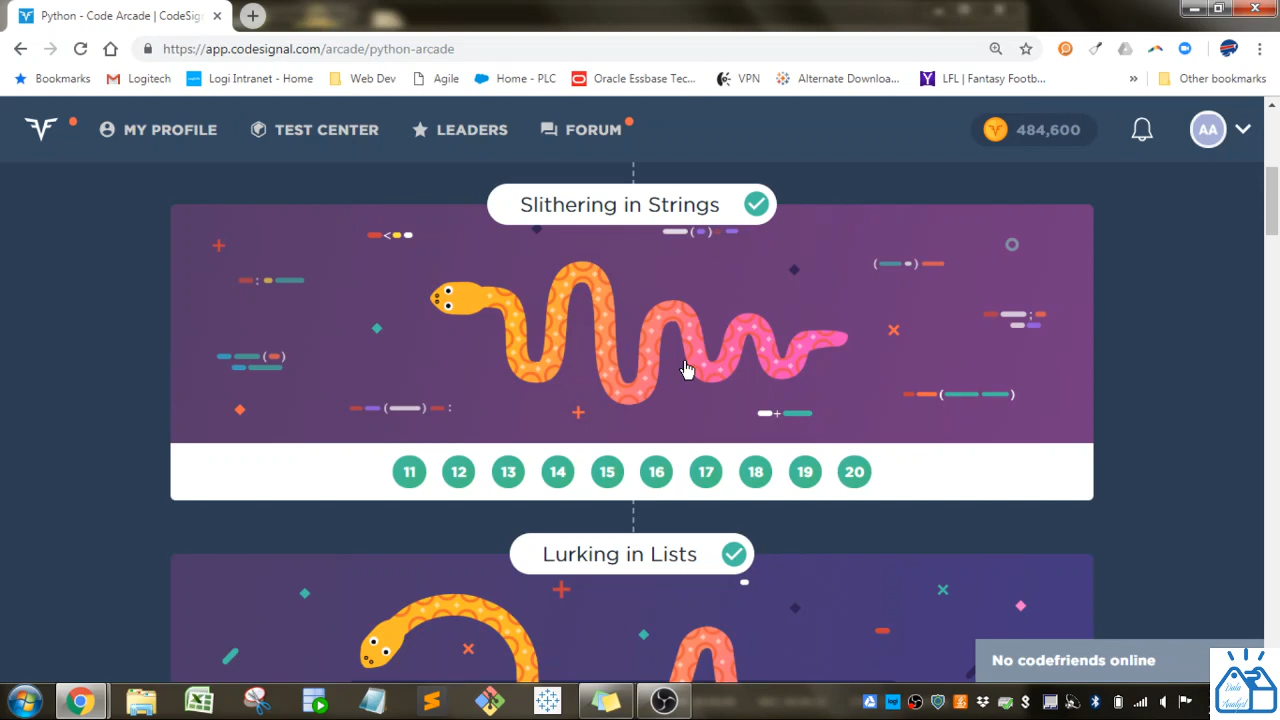 Python - Code Arcade | CodeSig
https://app.codesignal.com/arcade/python-arcade
Bookmarks
Logitech
Logi Intranet - Home
Web Dev
Agile
Home - PLC
Oracle Essbase Tec...
VPN
Alternate Downloa...
LFL | Fantasy Footb...
»
Other bookmarks
MY PROFILE
TEST CENTER
LEADERS
FORUM
484,600
AA
Slithering in Strings
11 12 13 14 15 16 17 18 19 20
Lurking in Lists
No codefriends online
Data
Analyst